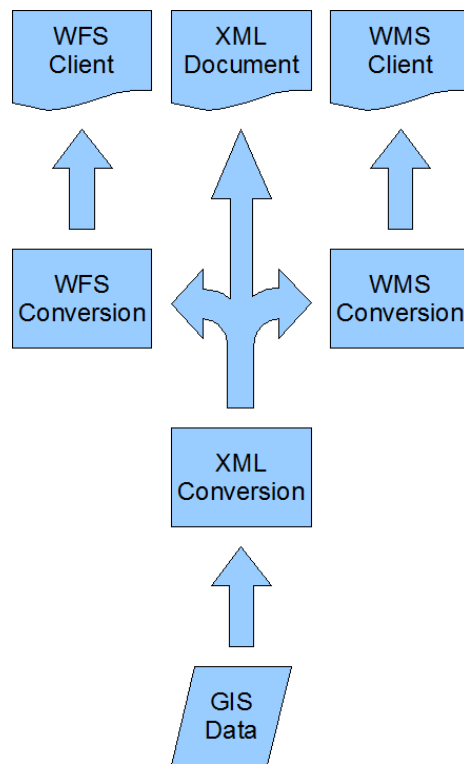 WFS
Client
XML
Document
WMS
Client
WFS
Conversion
WMS
Conversion
XML
Conversion
GIS
Data